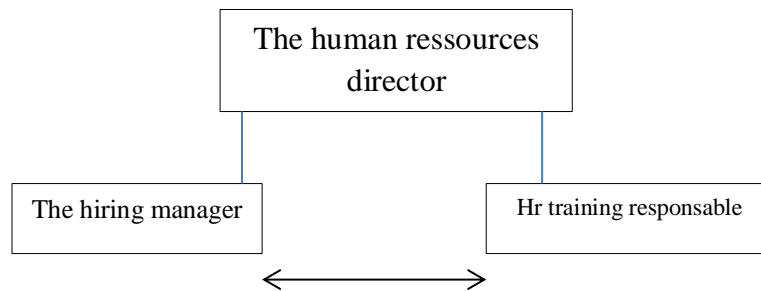 The human ressources
director
The hiring manager
Hr training responsable